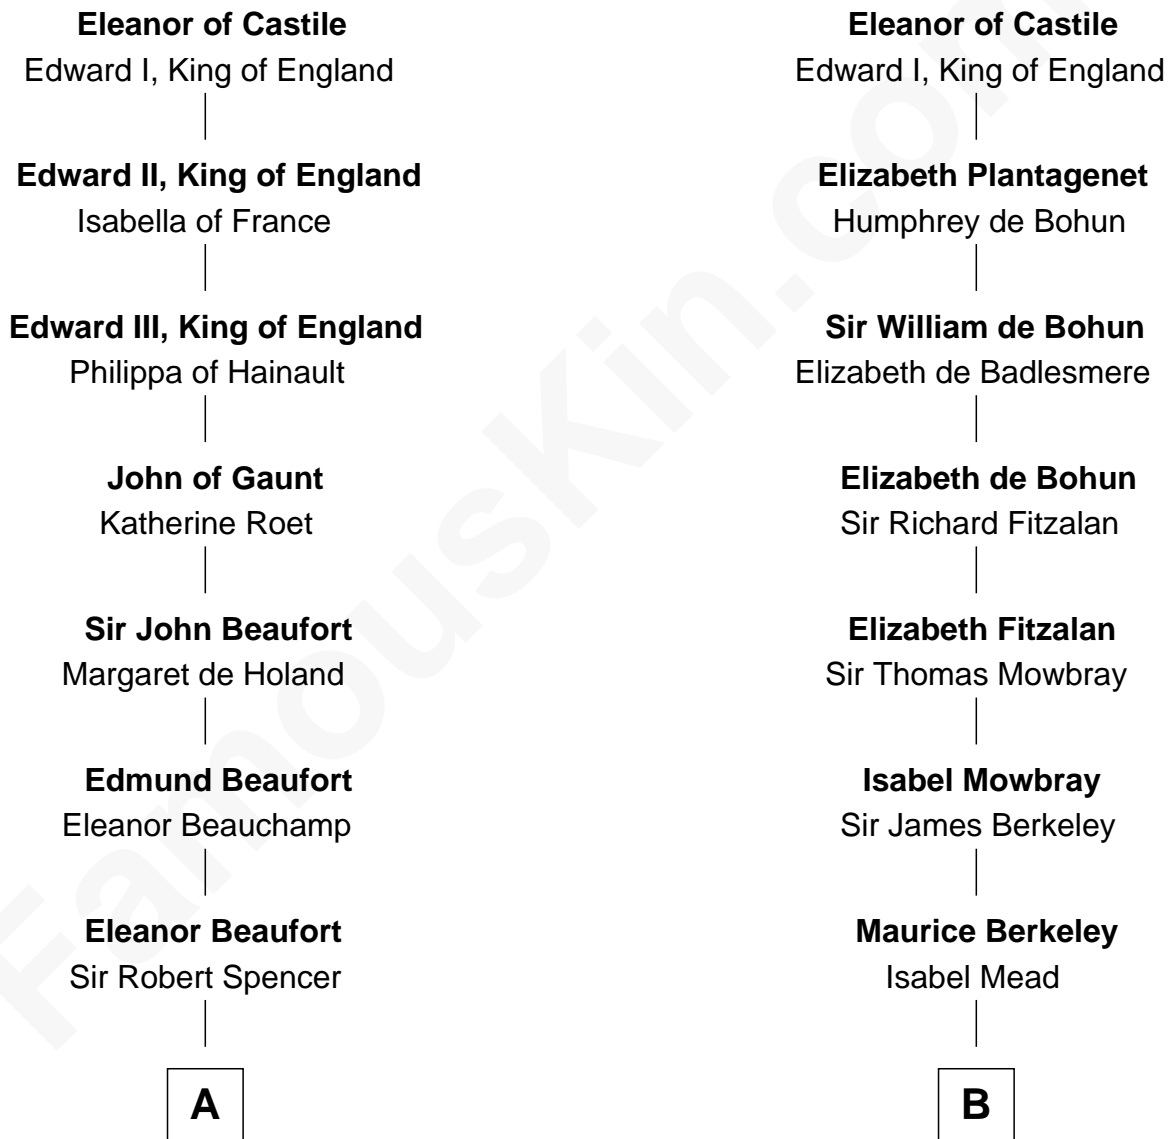 Eleanor of Castile
Edward I, King of England
Edward II, King of England
Isabella of France
Edward III, King of England
Philippa of Hainault
John of Gaunt
Katherine Roet
Sir John Beaufort
Margaret de Holand
Edmund Beaufort
Eleanor Beauchamp
Eleanor Beaufort
Sir Robert Spencer
A
Eleanor of Castile
Edward I, King of England
Elizabeth Plantagenet
Humphrey de Bohun
Sir William de Bohun
Elizabeth de Badlesmere
Elizabeth de Bohun
Sir Richard Fitzalan
Elizabeth Fitzalan
Sir Thomas Mowbray
Isabel Mowbray
Sir James Berkeley
Maurice Berkeley
Isabel Mead
B
FamousKin.com